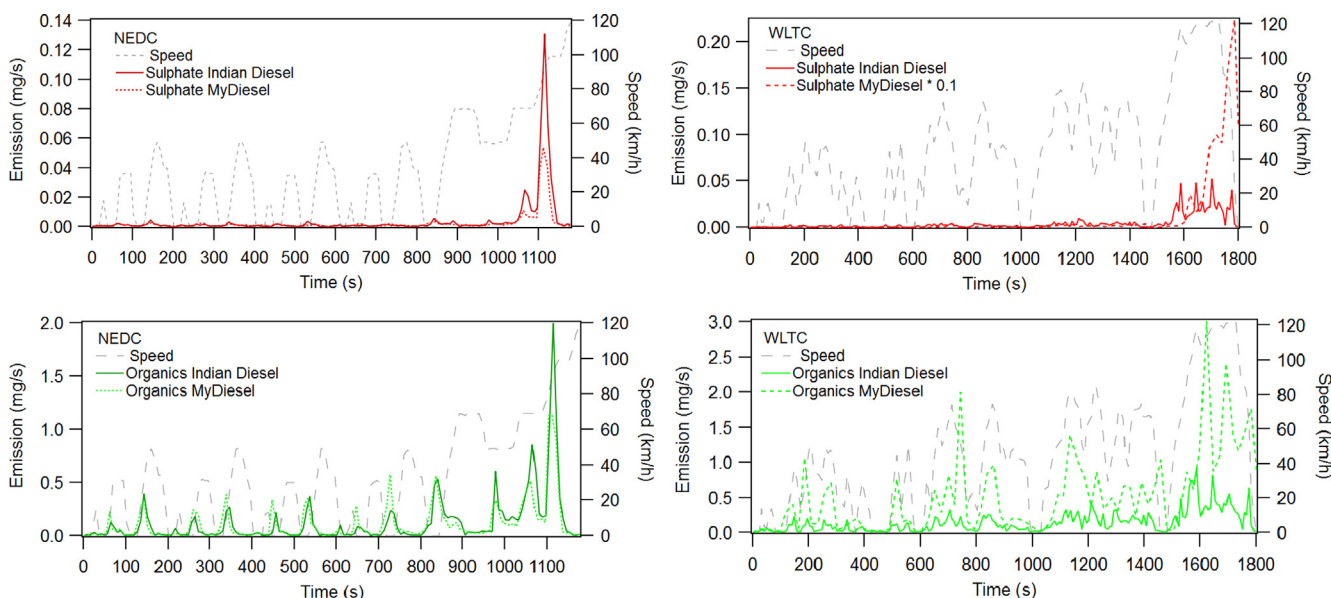 NEDC
Speed
Sulphate Indian Diesel
Sulphate MyDiesel
Emission (mg/s)
0.14
0.12
0.10
0.08
0.06
0.04
0.02
0.00
120
100
80
60
40
20
0
Speed (km/h)
0 100 200 300 400 500 600 700 800 900 1000 1100
Time (s)
WLTC
Speed
Sulphate Indian Diesel
Sulphate MyDiesel * 0.1
Emission (mg/s)
0.20
0.15
0.10
0.05
0.00
120
100
80
60
40
20
0
Speed (km/h)
0 200 400 600 800 1000 1200 1400 1600 1800
Time (s)
NEDC
Speed
Organics Indian Diesel
Organics MyDiesel
Emission (mg/s)
2.0
1.5
1.0
0.5
0.0
120
100
80
60
40
20
0
Speed (km/h)
0 100 200 300 400 500 600 700 800 900 1000 1100
Time (s)
WLTC
Speed
Organics Indian Diesel
Organics MyDiesel
Emission (mg/s)
3.0
2.5
2.0
1.5
1.0
0.5
0.0
120
100
80
60
40
20
0
Speed (km/h)
0 200 400 600 800 1000 1200 1400 1600 1800
Time (s)